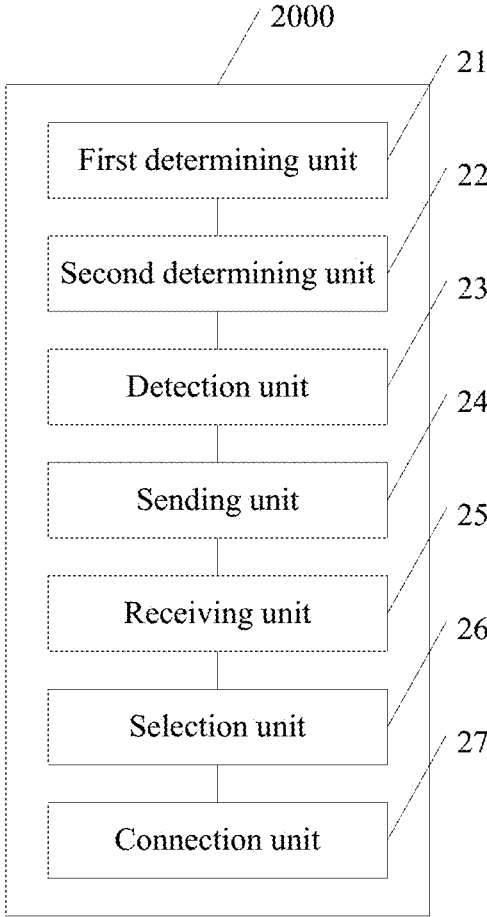 2000
21
First determining unit
22
Second determining unit
23
Detection unit
24
Sending unit
25
Receiving unit
26
Selection unit
27
Connection unit